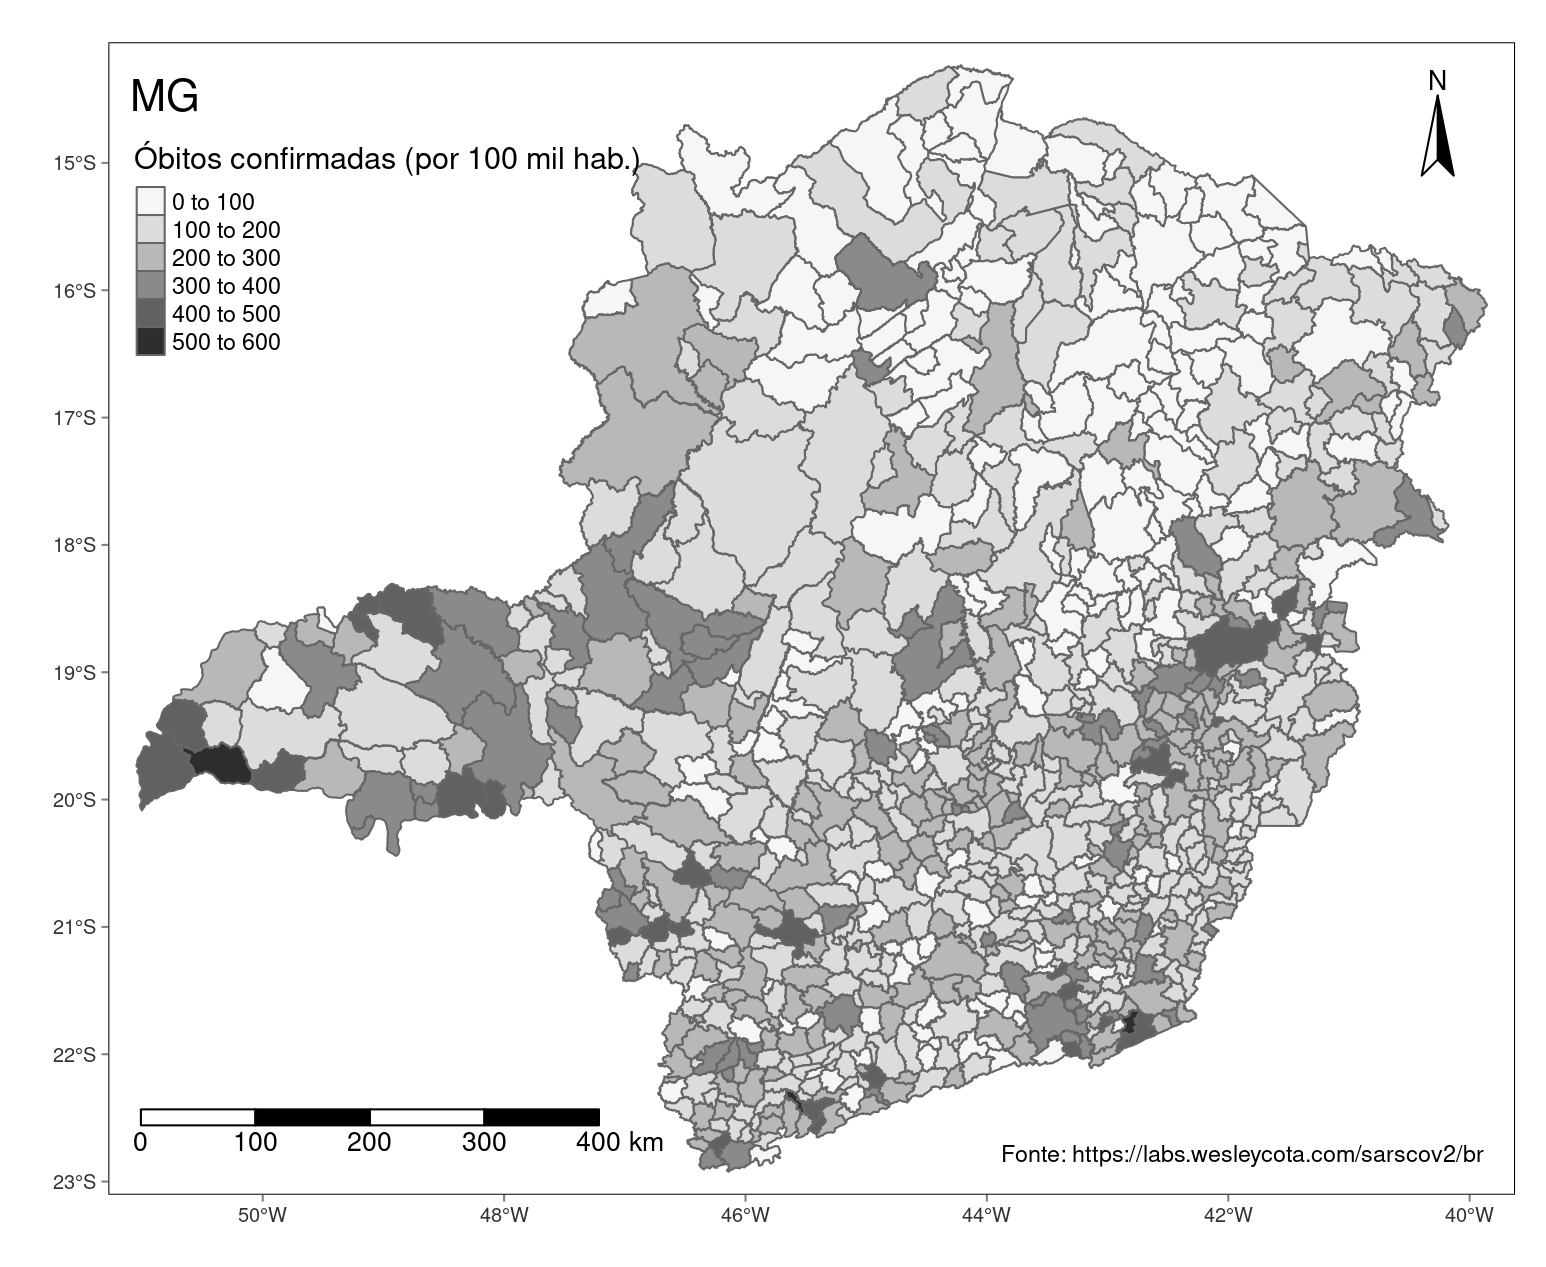 MG
N
Óbitos confirmadas (por 100 mil hab.)
0 to 100
100 to 200
200 to 300
300 to 400
400 to 500
500 to 600
15°S
16°S
17°S
18°S
19°S
20°S
21°S
22°S
23°S
0 100 200 300 400 km
Fonte: https://labs.wesleycota.com/sarscov2/br
50°W 48°W 46°W 44°W 42°W 40°W